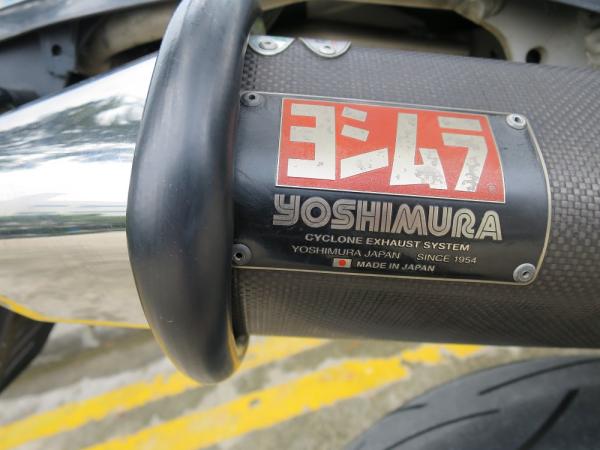 ヨシムラ
YOSHIMURA
CYCLONE EXHAUST SYSTEM
YOSHIMURA JAPAN SINCE 1954
MADE IN JAPAN